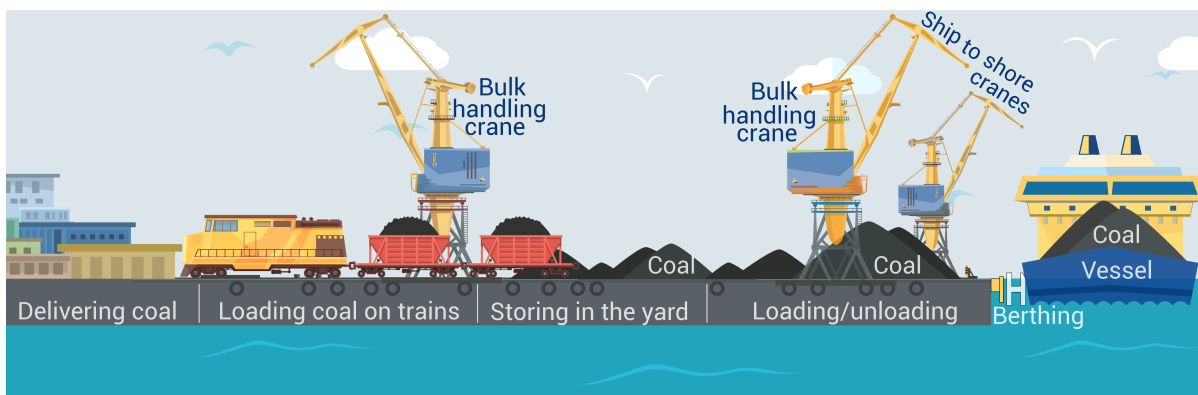 Ship to shore
cranes
Bulk
handling
crane
Bulk
handling
crane
Coal
Coal
Coal
Vessel
Delivering coal
Loading coal on trains
Storing in the yard
Loading/unloading
Berthing